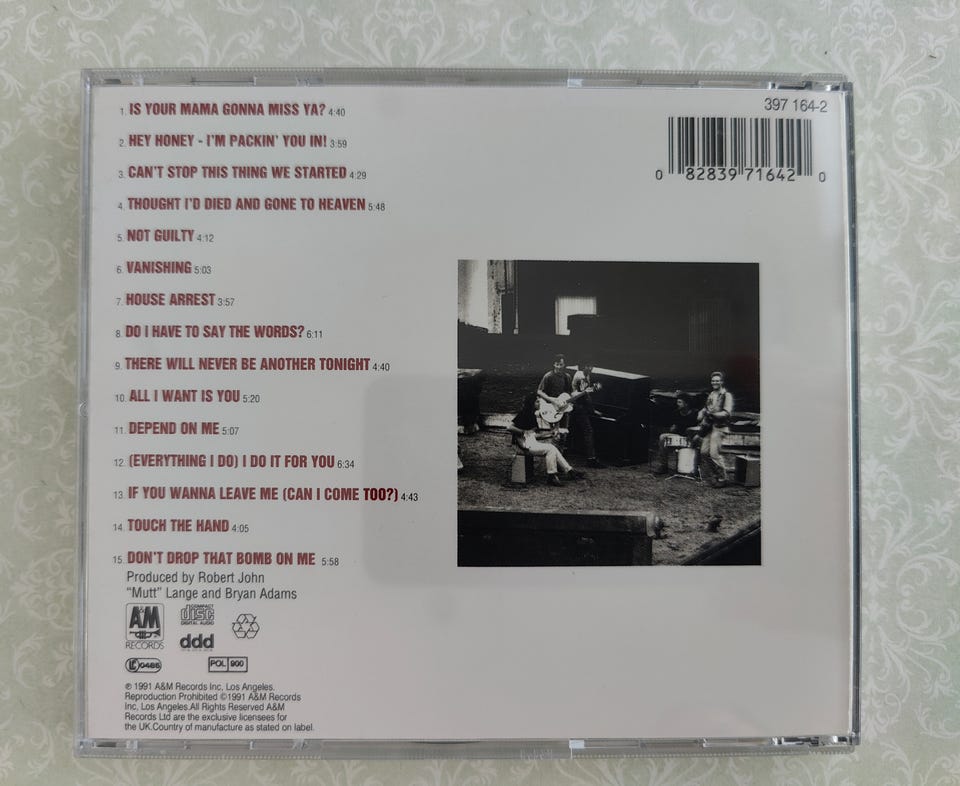 1. IS YOUR MAMA GONNA MISS YA? 4:40
2. HEY HONEY - I'M PACKIN' YOU IN! 3:59
3. CAN'T STOP THIS THING WE STARTED 4:29
4. THOUGHT I'D DIED AND GONE TO HEAVEN 5:48
5. NOT GUILTY 4:12
6. VANISHING 5:03
7. HOUSE ARREST 3:57
8. DO I HAVE TO SAY THE WORDS? 6:11
9. THERE WILL NEVER BE ANOTHER TONIGHT 4:40
10. ALL I WANT IS YOU 5:20
11. DEPEND ON ME 5:07
12. (EVERYTHING I DO) I DO IT FOR YOU 6:34
13. IF YOU WANNA LEAVE ME (CAN I COME TOO?) 4:43
14. TOUCH THE HAND 4:05
15. DON'T DROP THAT BOMB ON ME 5:58
Produced by Robert John
"Mutt" Lange and Bryan Adams
A&M
RECORDS
COMPACT
disc
DIGITAL AUDIO
ddd
LC 0485
POL 900
℗ 1991 A&M Records Inc, Los Angeles.
Reproduction Prohibited ©1991 A&M Records
Inc, Los Angeles.All Rights Reserved A&M
Records Ltd are the exclusive licensees for
the UK.Country of manufacture as stated on label.
397 164-2
0 82839 71642 0